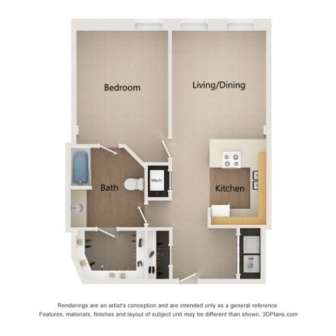 Bedroom
Living/Dining
Mech.
Bath
Kitchen
Renderings are an artist's conception and are intended only as a general reference.
Features, materials, finishes and layout of subject unit may be different than shown. 3DPlans.com